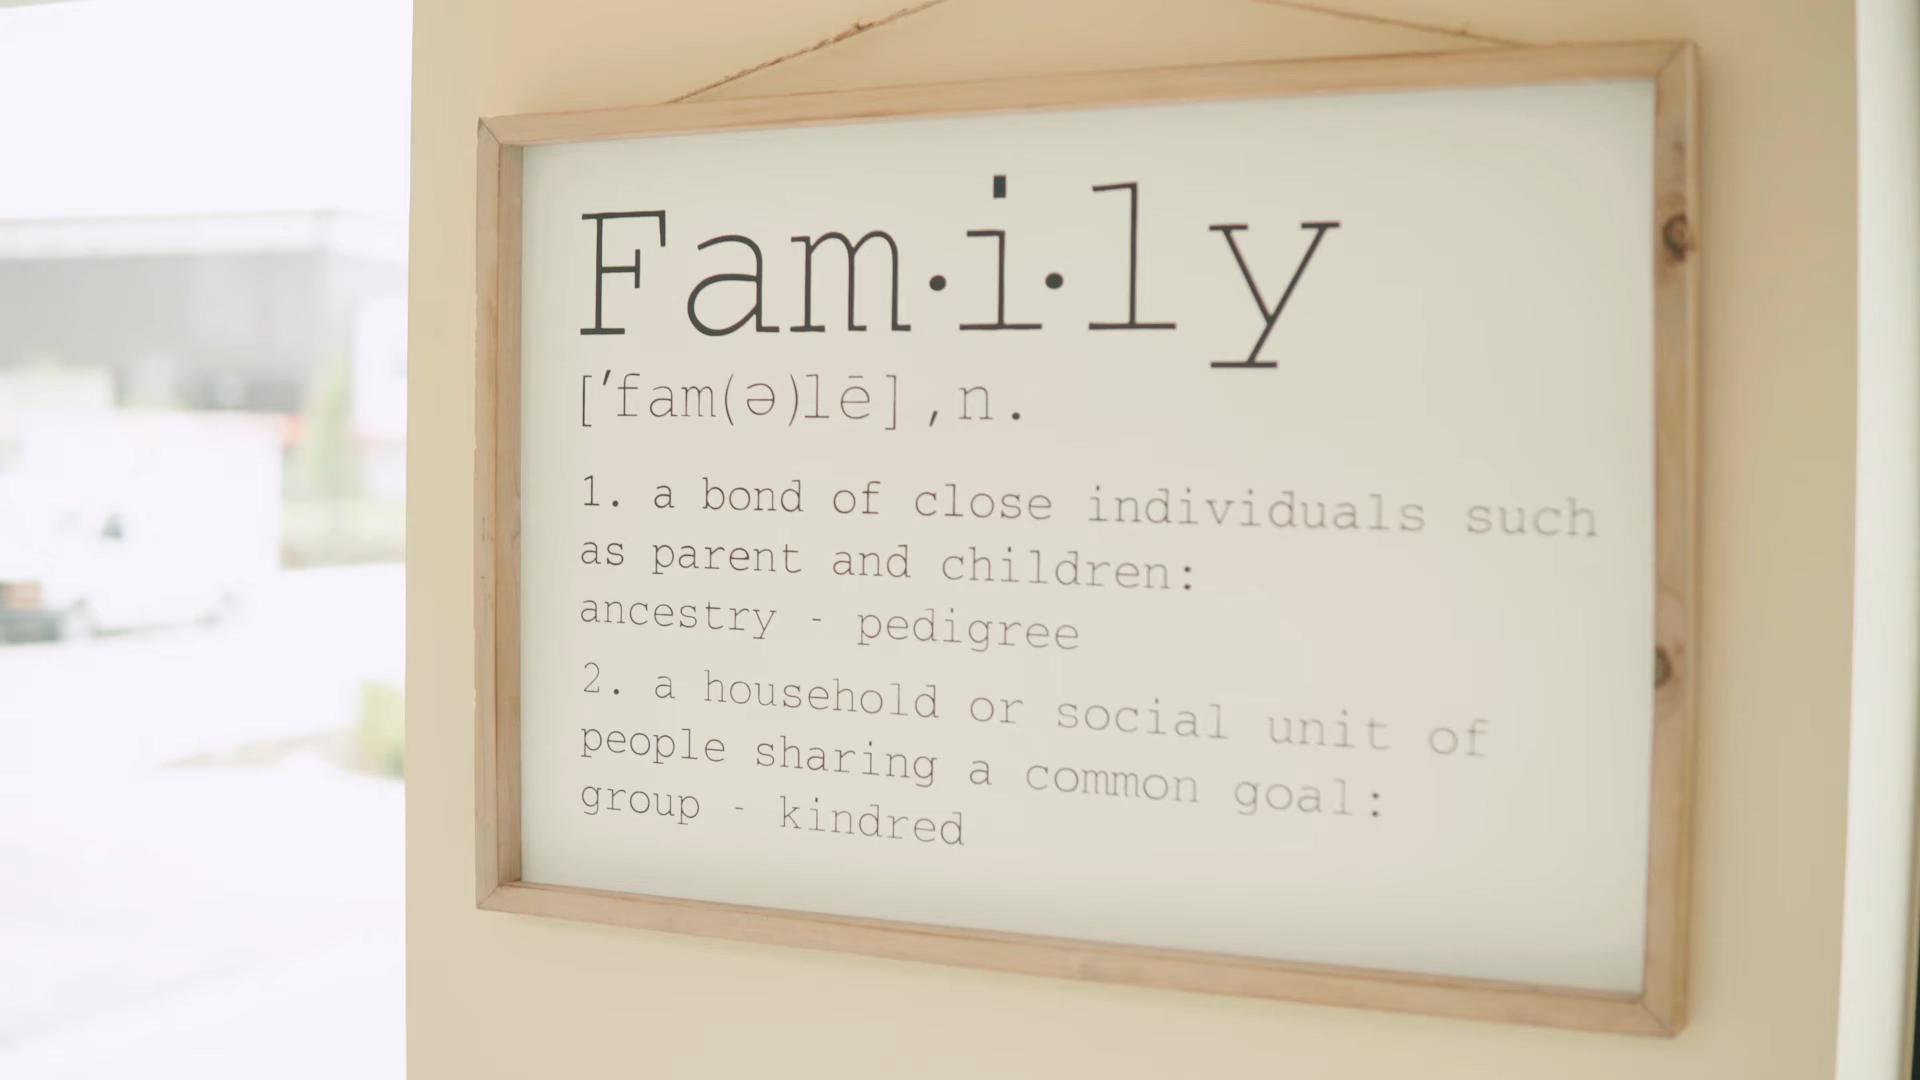 Fam·i·ly
['fam(ə)lē] ,n.
1. a bond of close individuals such
as parent and children:
ancestry - pedigree
2. a household or social unit of
people sharing a common goal:
group - kindred